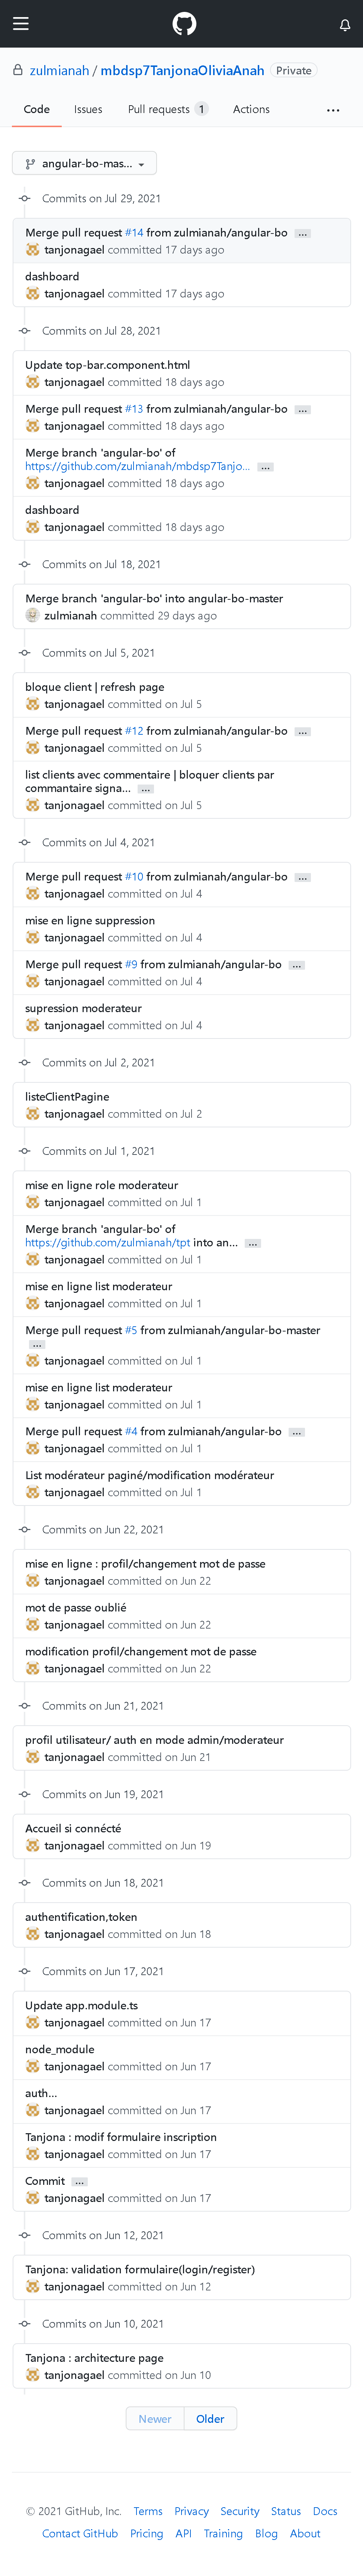 zulmianah / mbdsp7TanjonaOliviaAnah Private
Code Issues Pull requests 1 Actions ...
angular-bo-mas...
Commits on Jul 29, 2021
Merge pull request #14 from zulmianah/angular-bo ...
tanjonagael committed 17 days ago
dashboard
tanjonagael committed 17 days ago
Commits on Jul 28, 2021
Update top-bar.component.html
tanjonagael committed 18 days ago
Merge pull request #13 from zulmianah/angular-bo ...
tanjonagael committed 18 days ago
Merge branch 'angular-bo' of
https://github.com/zulmianah/mbdsp7Tanjo... ...
tanjonagael committed 18 days ago
dashboard
tanjonagael committed 18 days ago
Commits on Jul 18, 2021
Merge branch 'angular-bo' into angular-bo-master
zulmianah committed 29 days ago
Commits on Jul 5, 2021
bloque client | refresh page
tanjonagael committed on Jul 5
Merge pull request #12 from zulmianah/angular-bo ...
tanjonagael committed on Jul 5
list clients avec commentaire | bloquer clients par
commantaire signa... ...
tanjonagael committed on Jul 5
Commits on Jul 4, 2021
Merge pull request #10 from zulmianah/angular-bo ...
tanjonagael committed on Jul 4
mise en ligne suppression
tanjonagael committed on Jul 4
Merge pull request #9 from zulmianah/angular-bo ...
tanjonagael committed on Jul 4
supression moderateur
tanjonagael committed on Jul 4
Commits on Jul 2, 2021
listeClientPagine
tanjonagael committed on Jul 2
Commits on Jul 1, 2021
mise en ligne role moderateur
tanjonagael committed on Jul 1
Merge branch 'angular-bo' of
https://github.com/zulmianah/tpt into an... ...
tanjonagael committed on Jul 1
mise en ligne list moderateur
tanjonagael committed on Jul 1
Merge pull request #5 from zulmianah/angular-bo-master
...
tanjonagael committed on Jul 1
mise en ligne list moderateur
tanjonagael committed on Jul 1
Merge pull request #4 from zulmianah/angular-bo ...
tanjonagael committed on Jul 1
List modérateur paginé/modification modérateur
tanjonagael committed on Jul 1
Commits on Jun 22, 2021
mise en ligne : profil/changement mot de passe
tanjonagael committed on Jun 22
mot de passe oublié
tanjonagael committed on Jun 22
modification profil/changement mot de passe
tanjonagael committed on Jun 22
Commits on Jun 21, 2021
profil utilisateur/ auth en mode admin/moderateur
tanjonagael committed on Jun 21
Commits on Jun 19, 2021
Accueil si connécté
tanjonagael committed on Jun 19
Commits on Jun 18, 2021
authentification,token
tanjonagael committed on Jun 18
Commits on Jun 17, 2021
Update app.module.ts
tanjonagael committed on Jun 17
node_module
tanjonagael committed on Jun 17
auth...
tanjonagael committed on Jun 17
Tanjona : modif formulaire inscription
tanjonagael committed on Jun 17
Commit ...
tanjonagael committed on Jun 17
Commits on Jun 12, 2021
Tanjona: validation formulaire(login/register)
tanjonagael committed on Jun 12
Commits on Jun 10, 2021
Tanjona : architecture page
tanjonagael committed on Jun 10
Newer Older
© 2021 GitHub, Inc. Terms Privacy Security Status Docs
Contact GitHub Pricing API Training Blog About